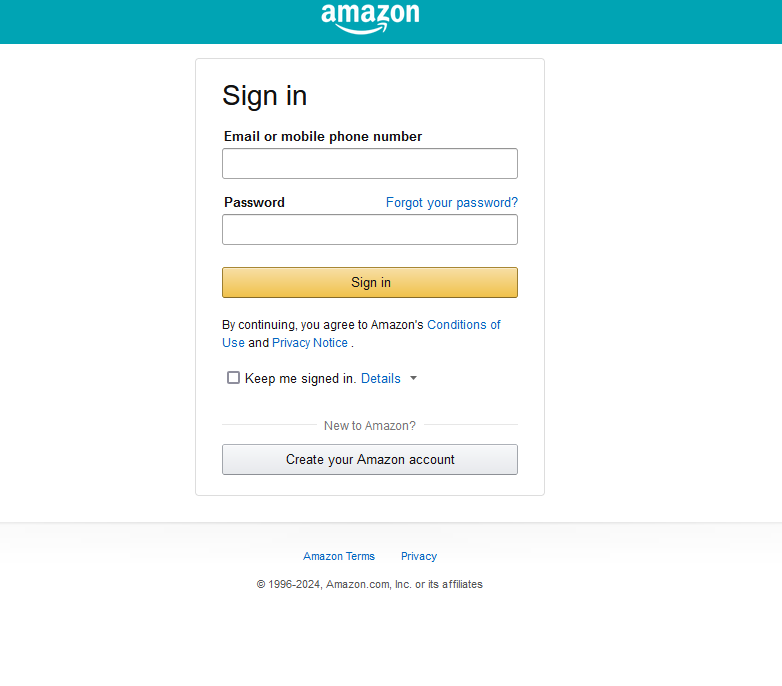 amazon
Sign in
Email or mobile phone number
Password Forgot your password?
Sign in
By continuing, you agree to Amazon's Conditions of
Use and Privacy Notice .
Keep me signed in. Details
New to Amazon?
Create your Amazon account
Amazon Terms Privacy
© 1996-2024, Amazon.com, Inc. or its affiliates